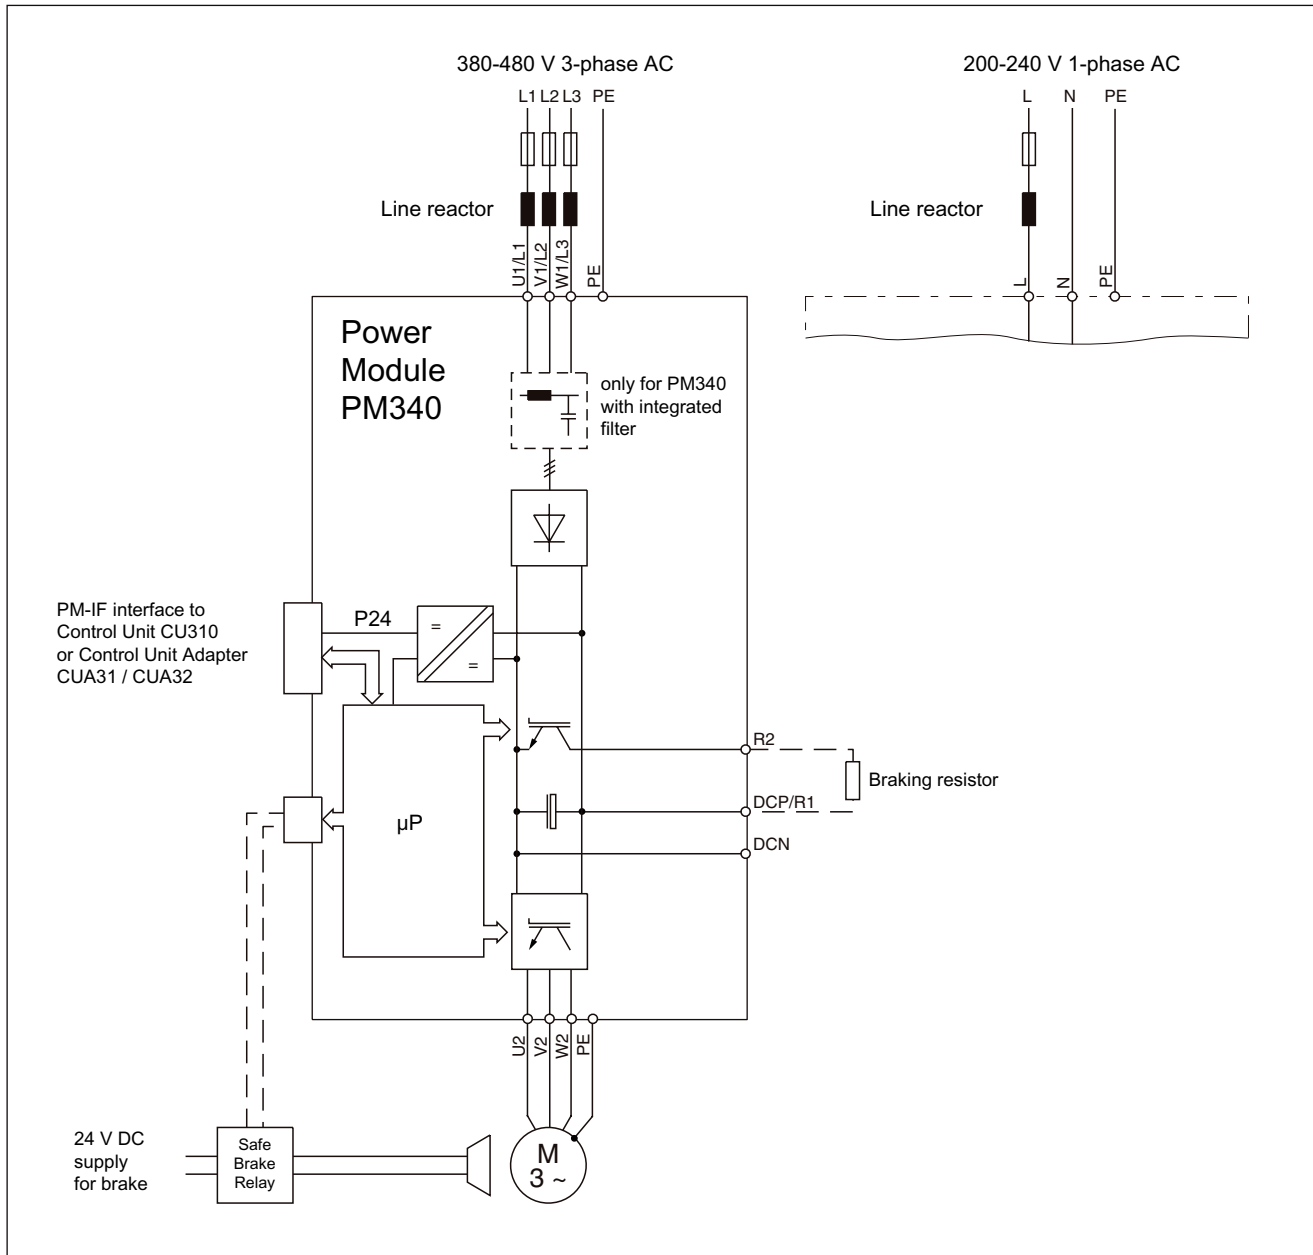 380-480 V 3-phase AC
200-240 V 1-phase AC
L1 L2 L3 PE
L N PE
Line reactor
Line reactor
U1/L1
V1/L2
W1/L3
PE
L
N
PE
Power
Module
PM340
only for PM340
with integrated
filter
PM-IF interface to
Control Unit CU310
or Control Unit Adapter
CUA31 / CUA32
P24
=
=
R2
Braking resistor
DCP/R1
DCN
µP
U2
V2
W2
PE
24 V DC
supply
for brake
Safe
Brake
Relay
M
3 ~